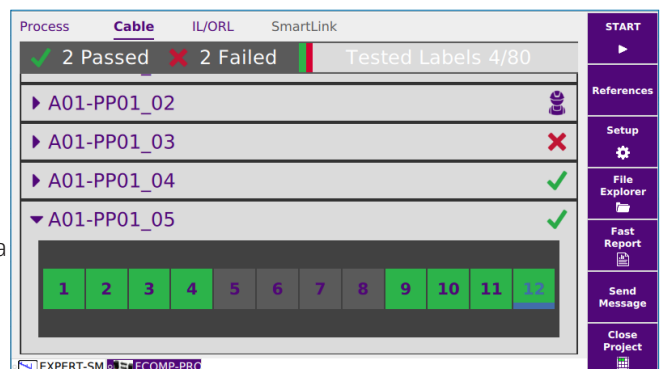 Process Cable IL/ORL SmartLink
2 Passed 2 Failed Tested Labels 4/80
A01-PP01_02
A01-PP01_03
A01-PP01_04
A01-PP01_05
a
1 2 3 4 5 6 7 8 9 10 11 12
EXPERT-SM FCOMP-PRO
START
References
Setup
File
Explorer
Fast
Report
Send
Message
Close
Project